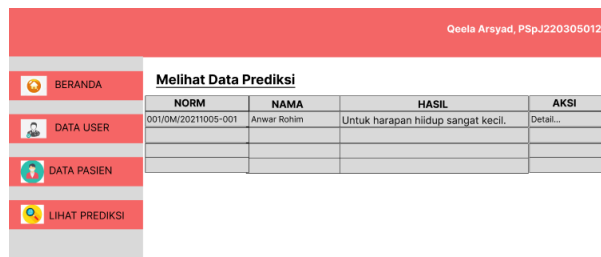 Qeela Arsyad, PSpJ220305012
BERANDA
DATA USER
DATA PASIEN
LIHAT PREDIKSI
Melihat Data Prediksi
NORM NAMA HASIL AKSI
001/0M/20211005-001 Anwar Rohim Untuk harapan hiidup sangat kecil. Detail...